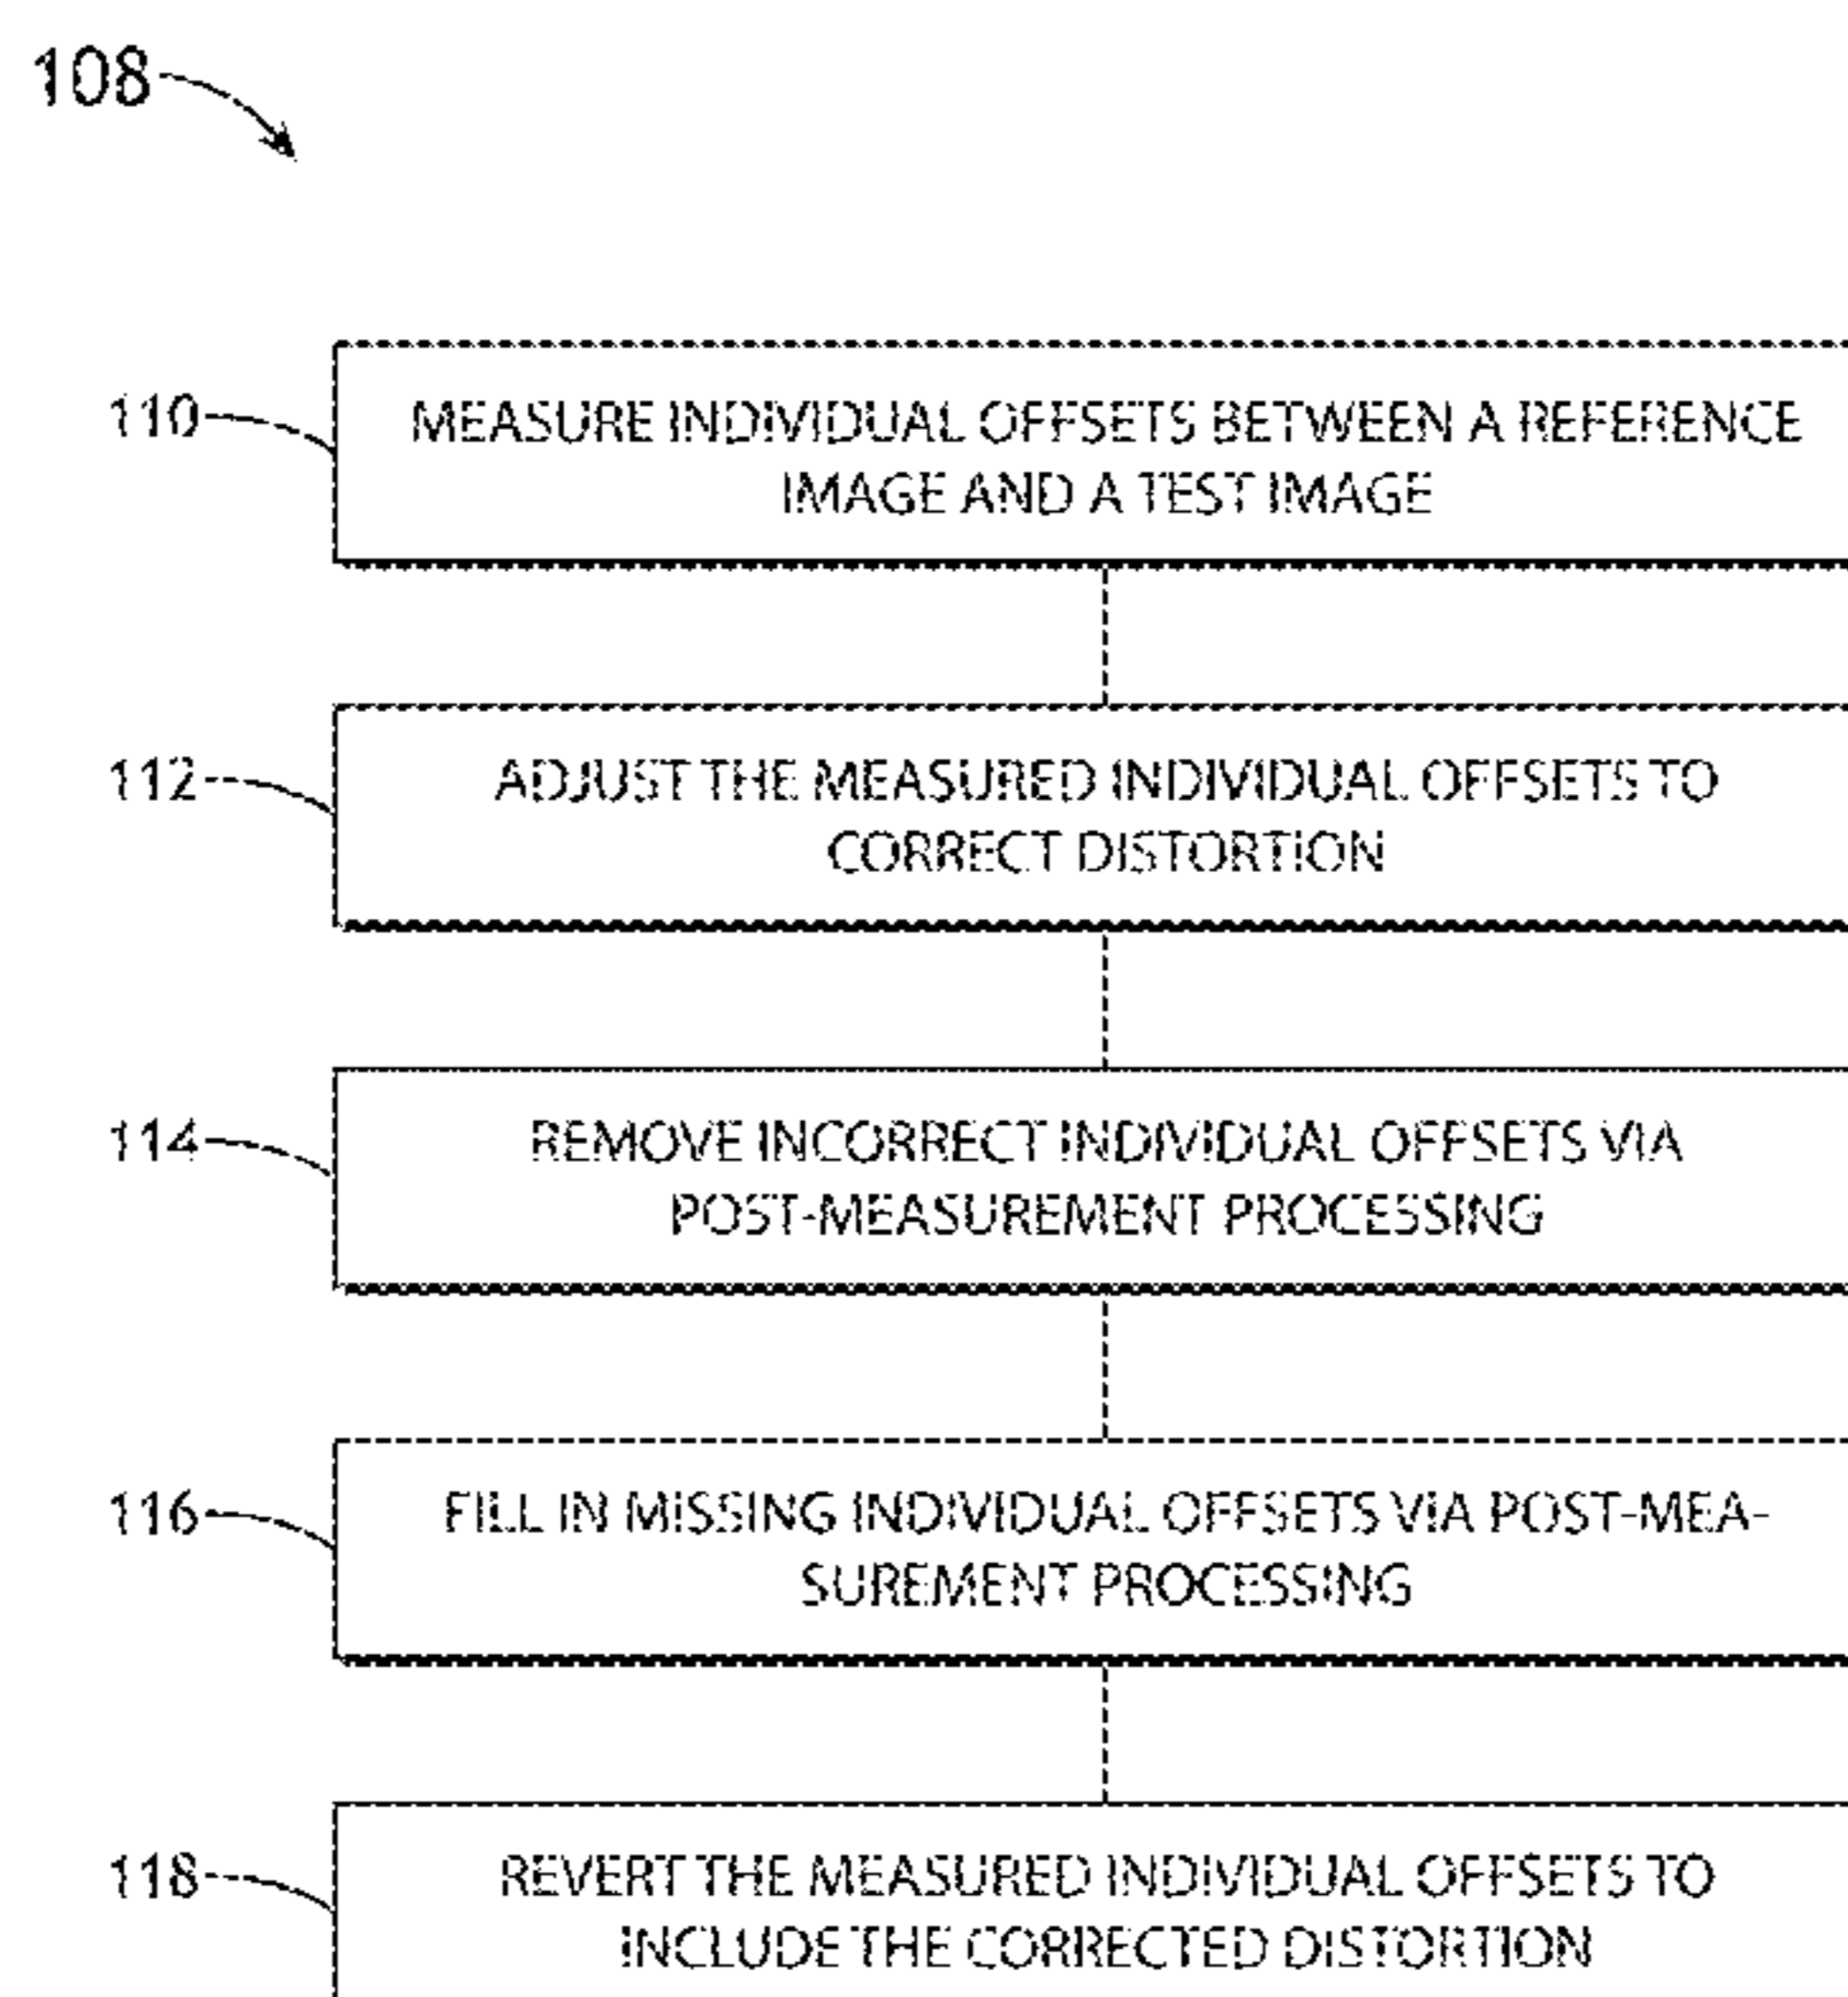 108
110
MEASURE INDIVIDUAL OFFSETS BETWEEN A REFERENCE
IMAGE AND A TEST IMAGE
112
ADJUST THE MEASURED INDIVIDUAL OFFSETS TO
CORRECT DISTORTION
114
REMOVE INCORRECT INDIVIDUAL OFFSETS VIA
POST-MEASUREMENT PROCESSING
116
FILL IN MISSING INDIVIDUAL OFFSETS VIA POST-MEA-
SUREMENT PROCESSING
118
REVERT THE MEASURED INDIVIDUAL OFFSETS TO
INCLUDE THE CORRECTED DISTORTION